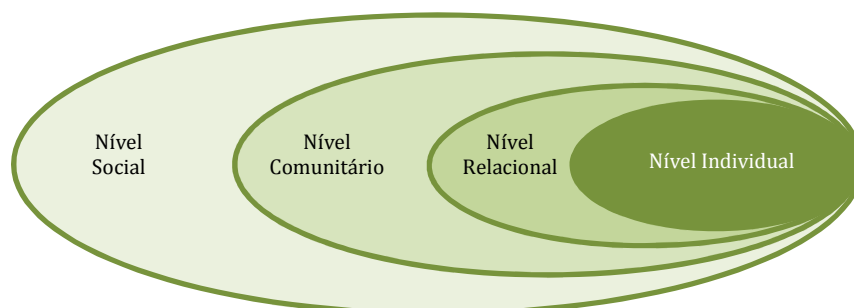 Nível
Social
Nível
Comunitário
Nível
Relacional
Nível Individual